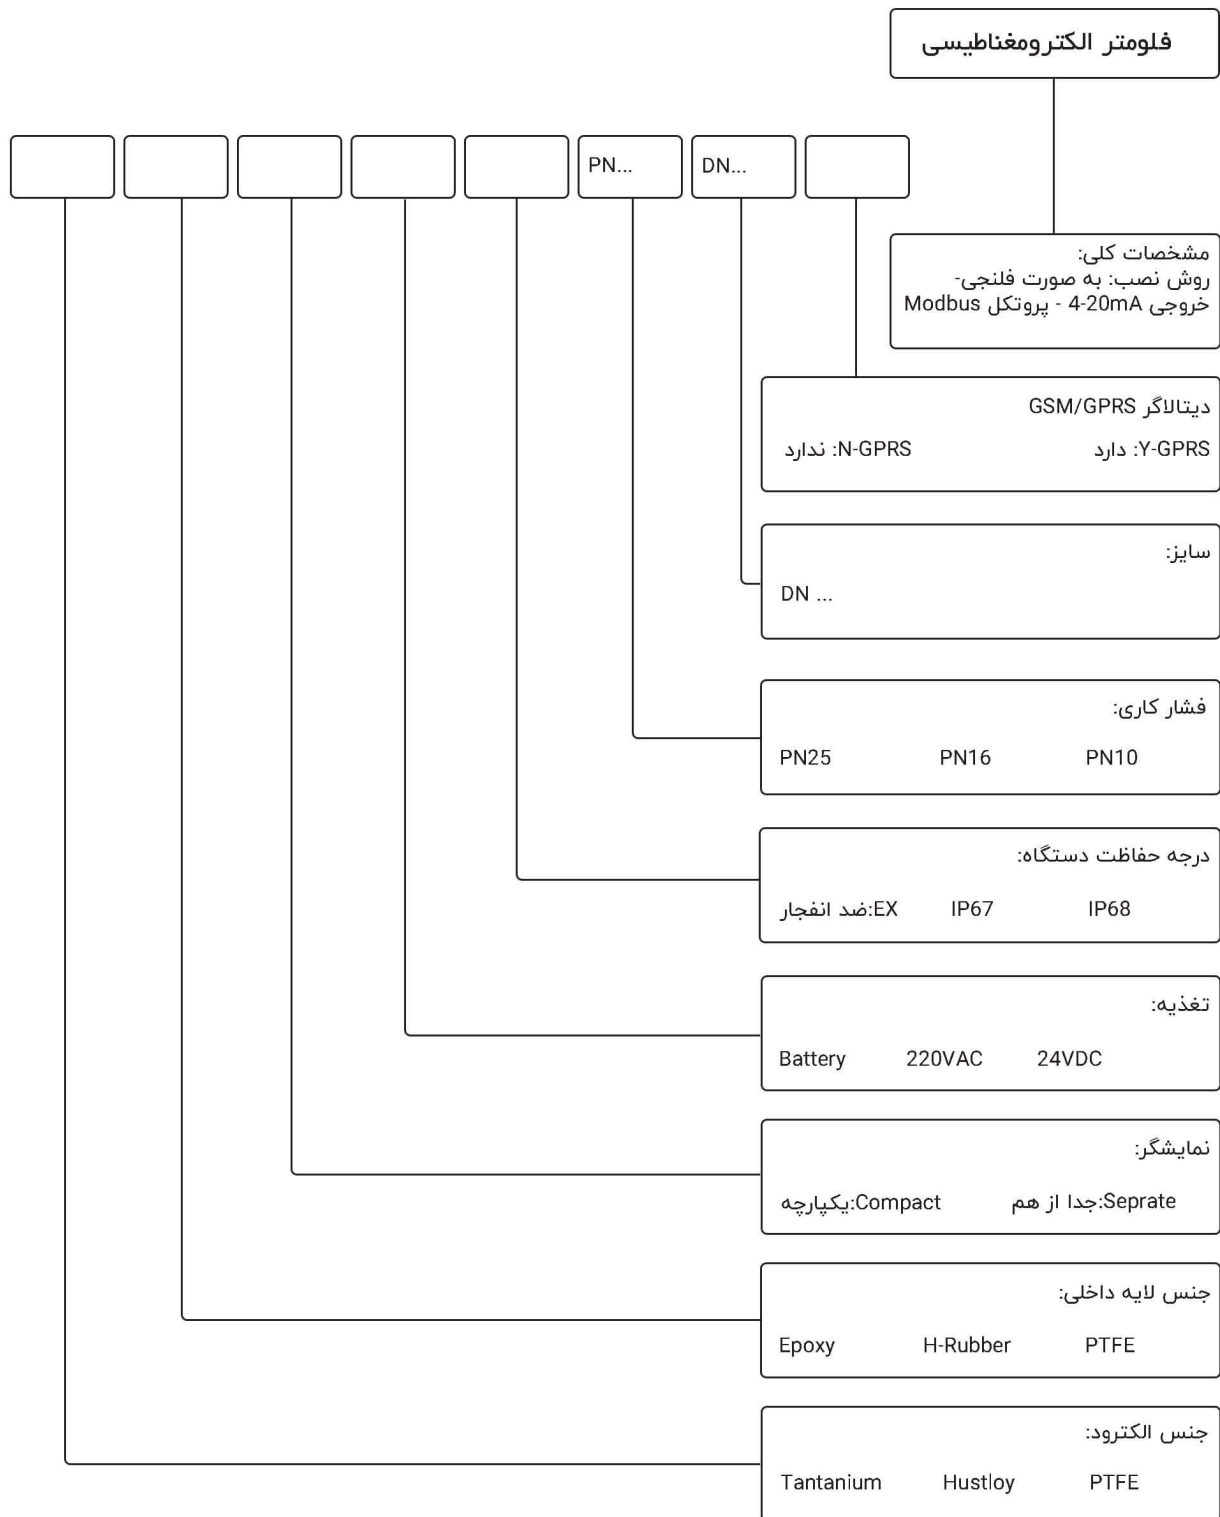 فلومتر الکترومغناطیسی
DN...
PN...
مشخصات کلی:
روش نصب: به صورت فلنجی-
خروجی 4-20mA - پروتکل Modbus
دیتالاگر GSM/GPRS
Y-GPRS: دارد
N-GPRS: ندارد
سایز:
DN ...
فشار کاری:
PN10
PN16
PN25
درجه حفاظت دستگاه:
IP68
IP67
EX:ضد انفجار
تغذیه:
24VDC
220VAC
Battery
نمایشگر:
Seprate:جدا از هم
Compact:یکپارچه
جنس لایه داخلی:
PTFE
H-Rubber
Epoxy
جنس الکترود:
PTFE
Hustloy
Tantanium